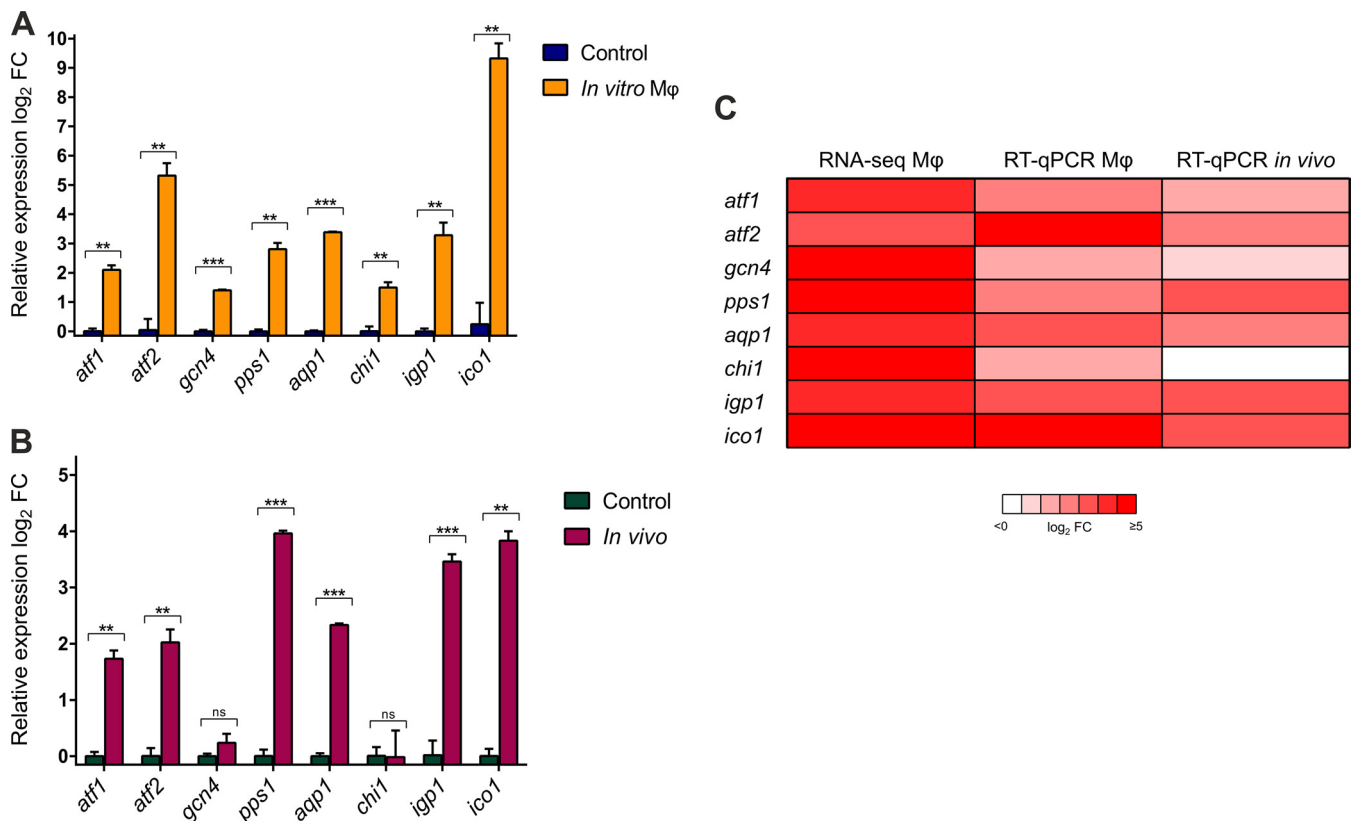 A
Relative expression log₂ FC
10
9
8
7
6
5
4
3
2
1
0
**
**
***
**
***
**
**
**
atf1
atf2
gcn4
pps1
aqp1
chi1
igp1
ico1
Control
In vitro Mφ
B
Relative expression log₂ FC
5
4
3
2
1
0
**
**
ns
***
***
ns
***
**
atf1
atf2
gcn4
pps1
aqp1
chi1
igp1
ico1
Control
In vivo
C
RNA-seq Mφ RT-qPCR Mφ RT-qPCR in vivo
atf1
atf2
gcn4
pps1
aqp1
chi1
igp1
ico1
<0 log₂ FC ≥5